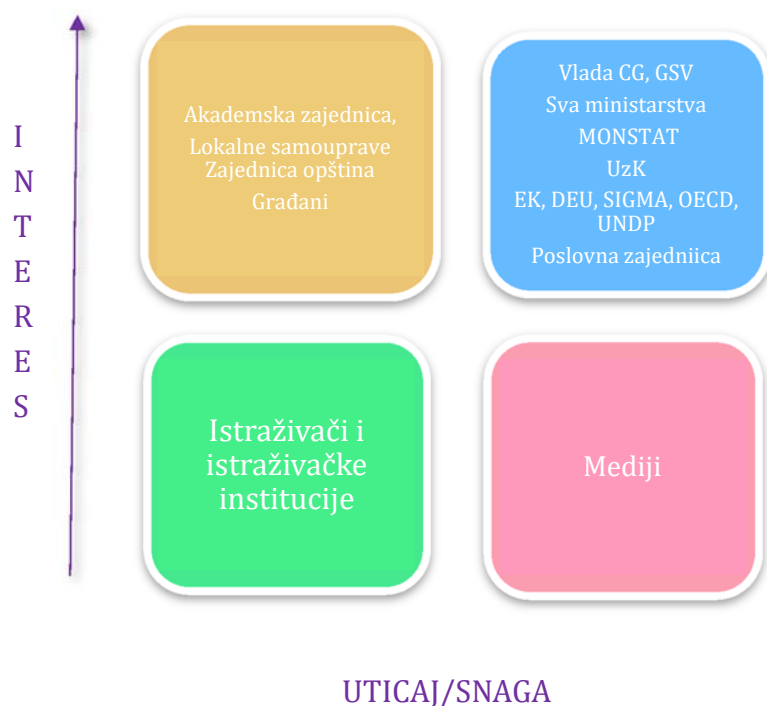 I
N
T
E
R
E
S
Akademska zajednica,
Lokalne samouprave
Zajednica opština
Građani
Vlada CG, GSV
Sva ministarstva
MONSTAT
UzK
EK, DEU, SIGMA, OECD,
UNDP
Poslovna zajedniica
Istraživači i
istraživačke
institucije
Mediji
UTICAJ/SNAGA